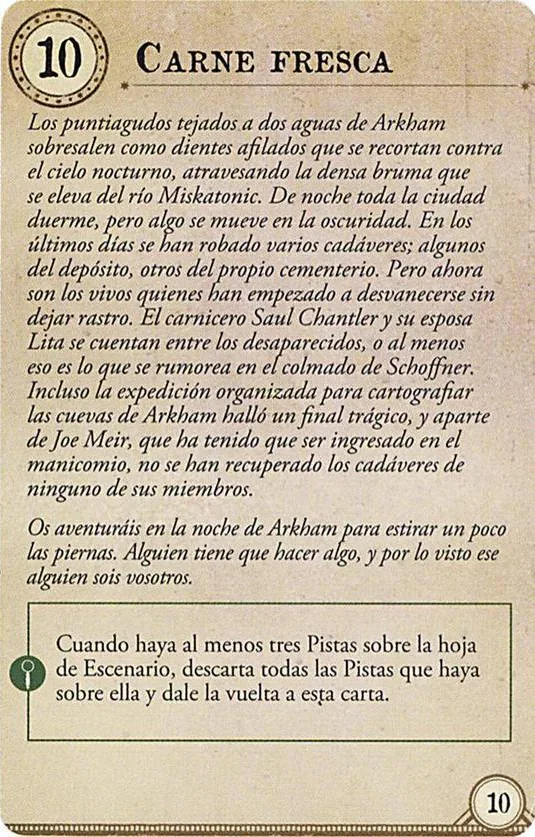 10
CARNE FRESCA
Los puntiagudos tejados a dos aguas de Arkham
sobresalen como dientes afilados que se recortan contra
el cielo nocturno, atravesando la densa bruma que
se eleva del río Miskatonic. De noche toda la ciudad
duerme, pero algo se mueve en la oscuridad. En los
últimos días se han robado varios cadáveres; algunos
del depósito, otros del propio cementerio. Pero ahora
son los vivos quienes han empezado a desvanecerse sin
dejar rastro. El carnicero Saul Chantler y su esposa
Lita se cuentan entre los desaparecidos, o al menos
eso es lo que se rumorea en el colmado de Schoffner.
Incluso la expedición organizada para cartografiar
las cuevas de Arkham halló un final trágico, y aparte
de Joe Meir, que ha tenido que ser ingresado en el
manicomio, no se han recuperado los cadáveres de
ninguno de sus miembros.
Os aventuráis en la noche de Arkham para estirar un poco
las piernas. Alguien tiene que hacer algo, y por lo visto ese
alguien sois vosotros.
Cuando haya al menos tres Pistas sobre la hoja
de Escenario, descarta todas las Pistas que haya
sobre ella y dale la vuelta a esta carta.
10